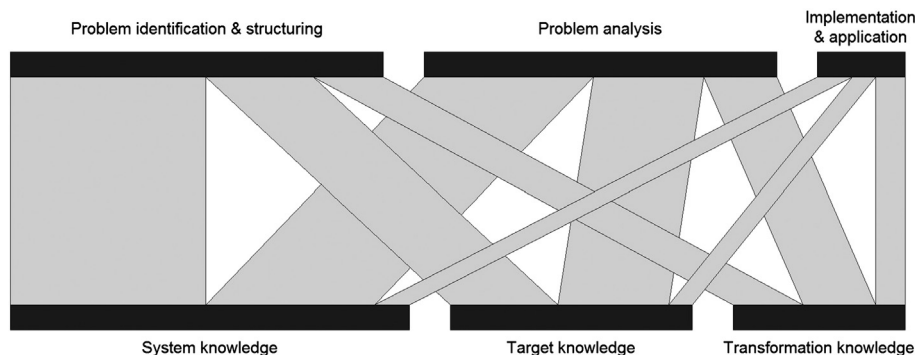 Problem identification & structuring
Problem analysis
Implementation
& application
System knowledge
Target knowledge
Transformation knowledge